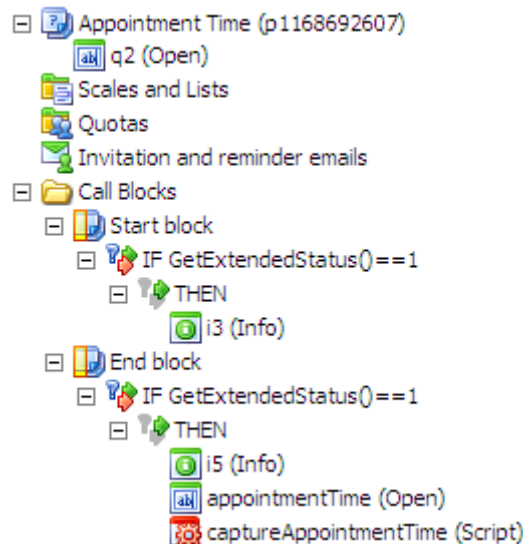 Appointment Time (p1168692607)
q2 (Open)
Scales and Lists
Quotas
Invitation and reminder emails
Call Blocks
Start block
IF GetExtendedStatus()==1
THEN
i3 (Info)
End block
IF GetExtendedStatus()==1
THEN
i5 (Info)
appointmentTime (Open)
captureAppointmentTime (Script)